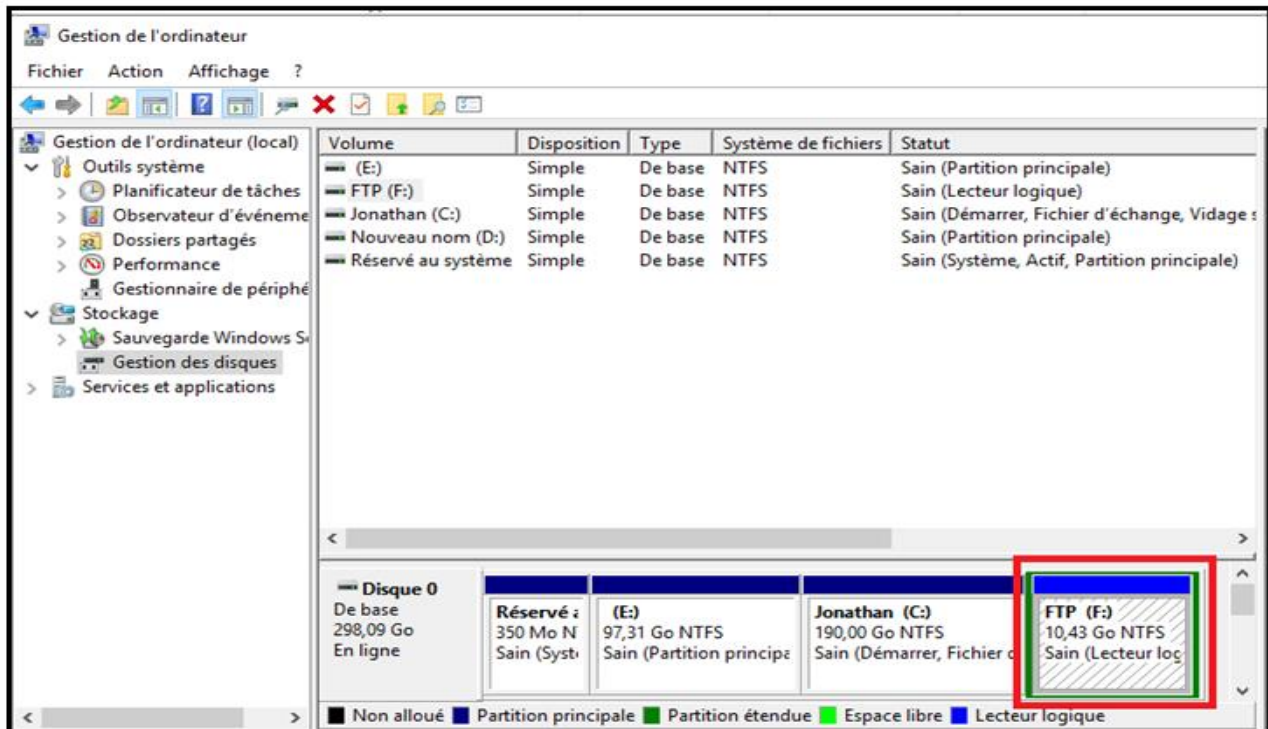 Gestion de l'ordinateur
Fichier Action Affichage ?
Gestion de l'ordinateur (local)
Outils système
Planificateur de tâches
Observateur d'événeme
Dossiers partagés
Performance
Gestionnaire de périphé
Stockage
Sauvegarde Windows Se
Gestion des disques
Services et applications
Volume Disposition Type Système de fichiers Statut
(E:) Simple De base NTFS Sain (Partition principale)
FTP (F:) Simple De base NTFS Sain (Lecteur logique)
Jonathan (C:) Simple De base NTFS Sain (Démarrer, Fichier d'échange, Vidage s
Nouveau nom (D:) Simple De base NTFS Sain (Partition principale)
Réservé au système Simple De base NTFS Sain (Système, Actif, Partition principale)
Disque 0
De base
298,09 Go
En ligne
Réservé a
350 Mo N
Sain (Systè
(E:)
97,31 Go NTFS
Sain (Partition principa
Jonathan (C:)
190,00 Go NTFS
Sain (Démarrer, Fichier d
FTP (F:)
10,43 Go NTFS
Sain (Lecteur log
Non alloué Partition principale Partition étendue Espace libre Lecteur logique